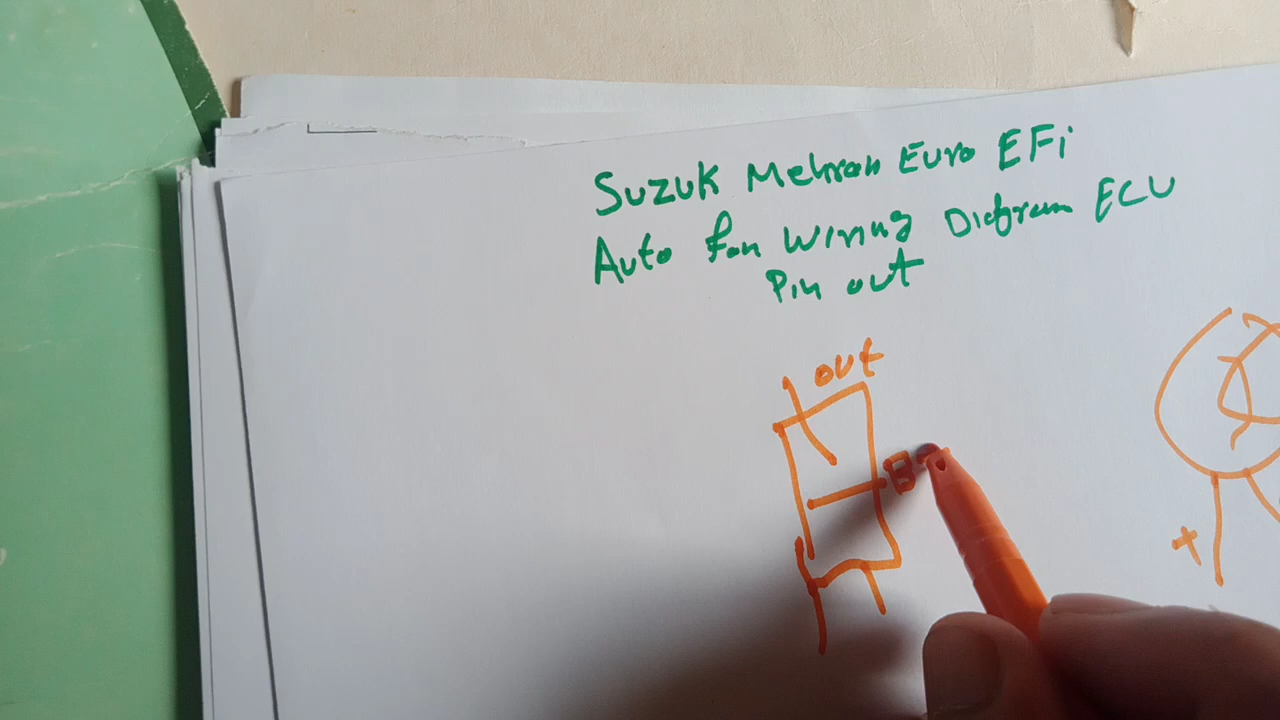 Suzuk Mehran Euro EFi
Auto fan Wiring Diagram ECU
Pin out
out
B
+